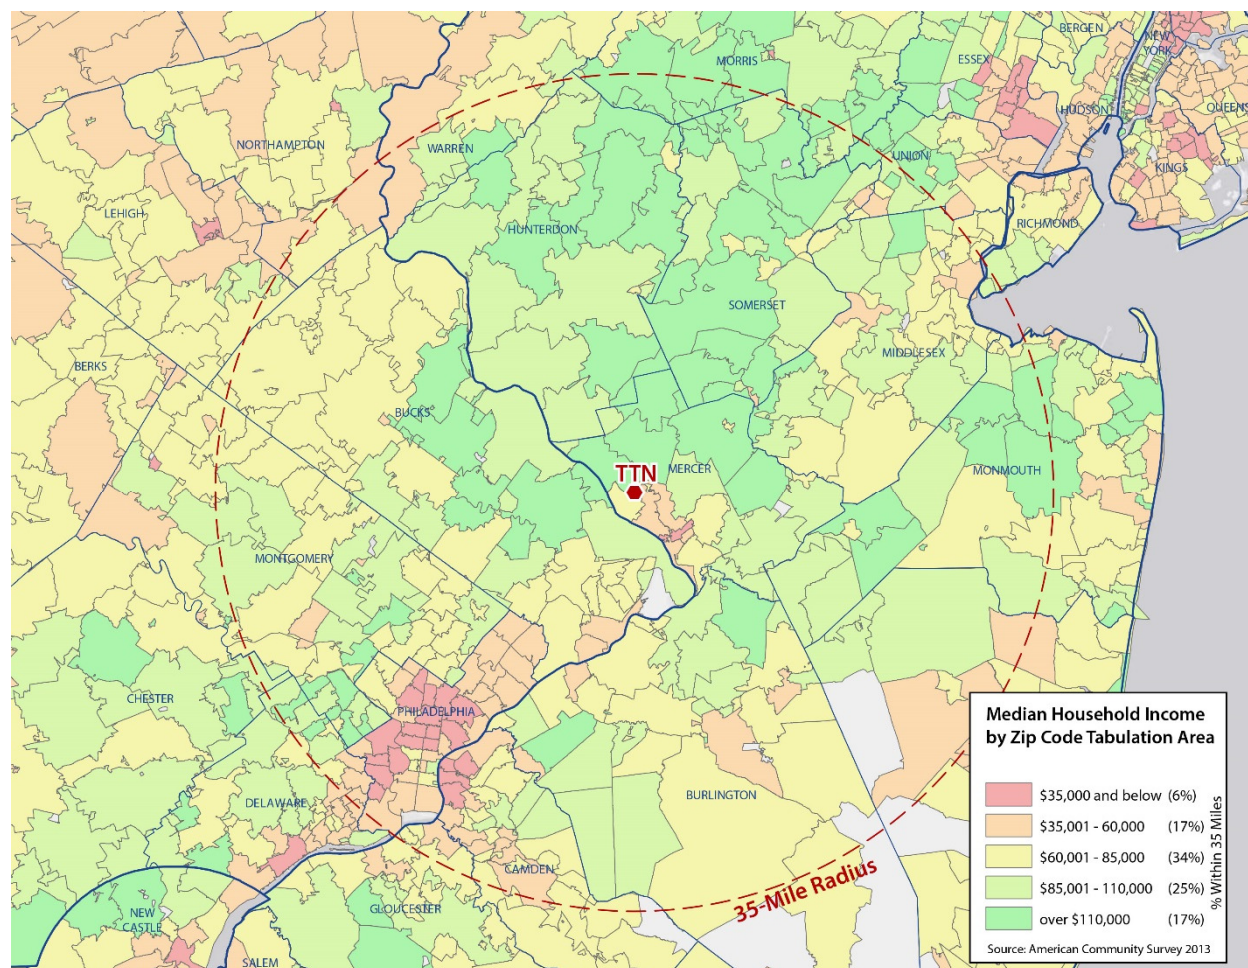 BERGEN
MORRIS
ESSEX
NEW
YORK
HUDSON
QUEENS
NORTHAMPTON
WARREN
UNION
KINGS
LEHIGH
HUNTERDON
RICHMOND
SOMERSET
MIDDLESEX
BERKS
BUCKS
TTN
MERCER
MONMOUTH
MONTGOMERY
CHESTER
PHILADELPHIA
DELAWARE
BURLINGTON
CAMDEN
35-Mile Radius
NEW
CASTLE
GLOUCESTER
SALEM
Median Household Income
by Zip Code Tabulation Area
$35,000 and below (6%)
$35,001 - 60,000 (17%)
$60,001 - 85,000 (34%)
$85,001 - 110,000 (25%)
over $110,000 (17%)
% Within 35 Miles
Source: American Community Survey 2013